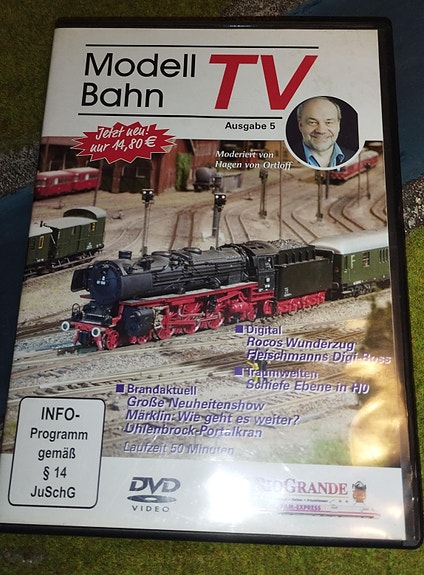 Modell
Bahn
TV
Ausgabe 5
Jetzt neu!
nur 14,80 €
Moderiert von
Hagen von Ortloff
Digital
Rocos Wunderzug
Fleischmanns Digi-Boss
Traumwelten
Schiefe Ebene in H0
Brandaktuell
Große Neuheitenshow
Märklin: Wie geht es weiter?
Uhlenbrock-Portalkran
Laufzeit 50 Minuten
INFO-
Programm
gemäß
§ 14
JuSchG
DVD
VIDEO
RIOGRANDE